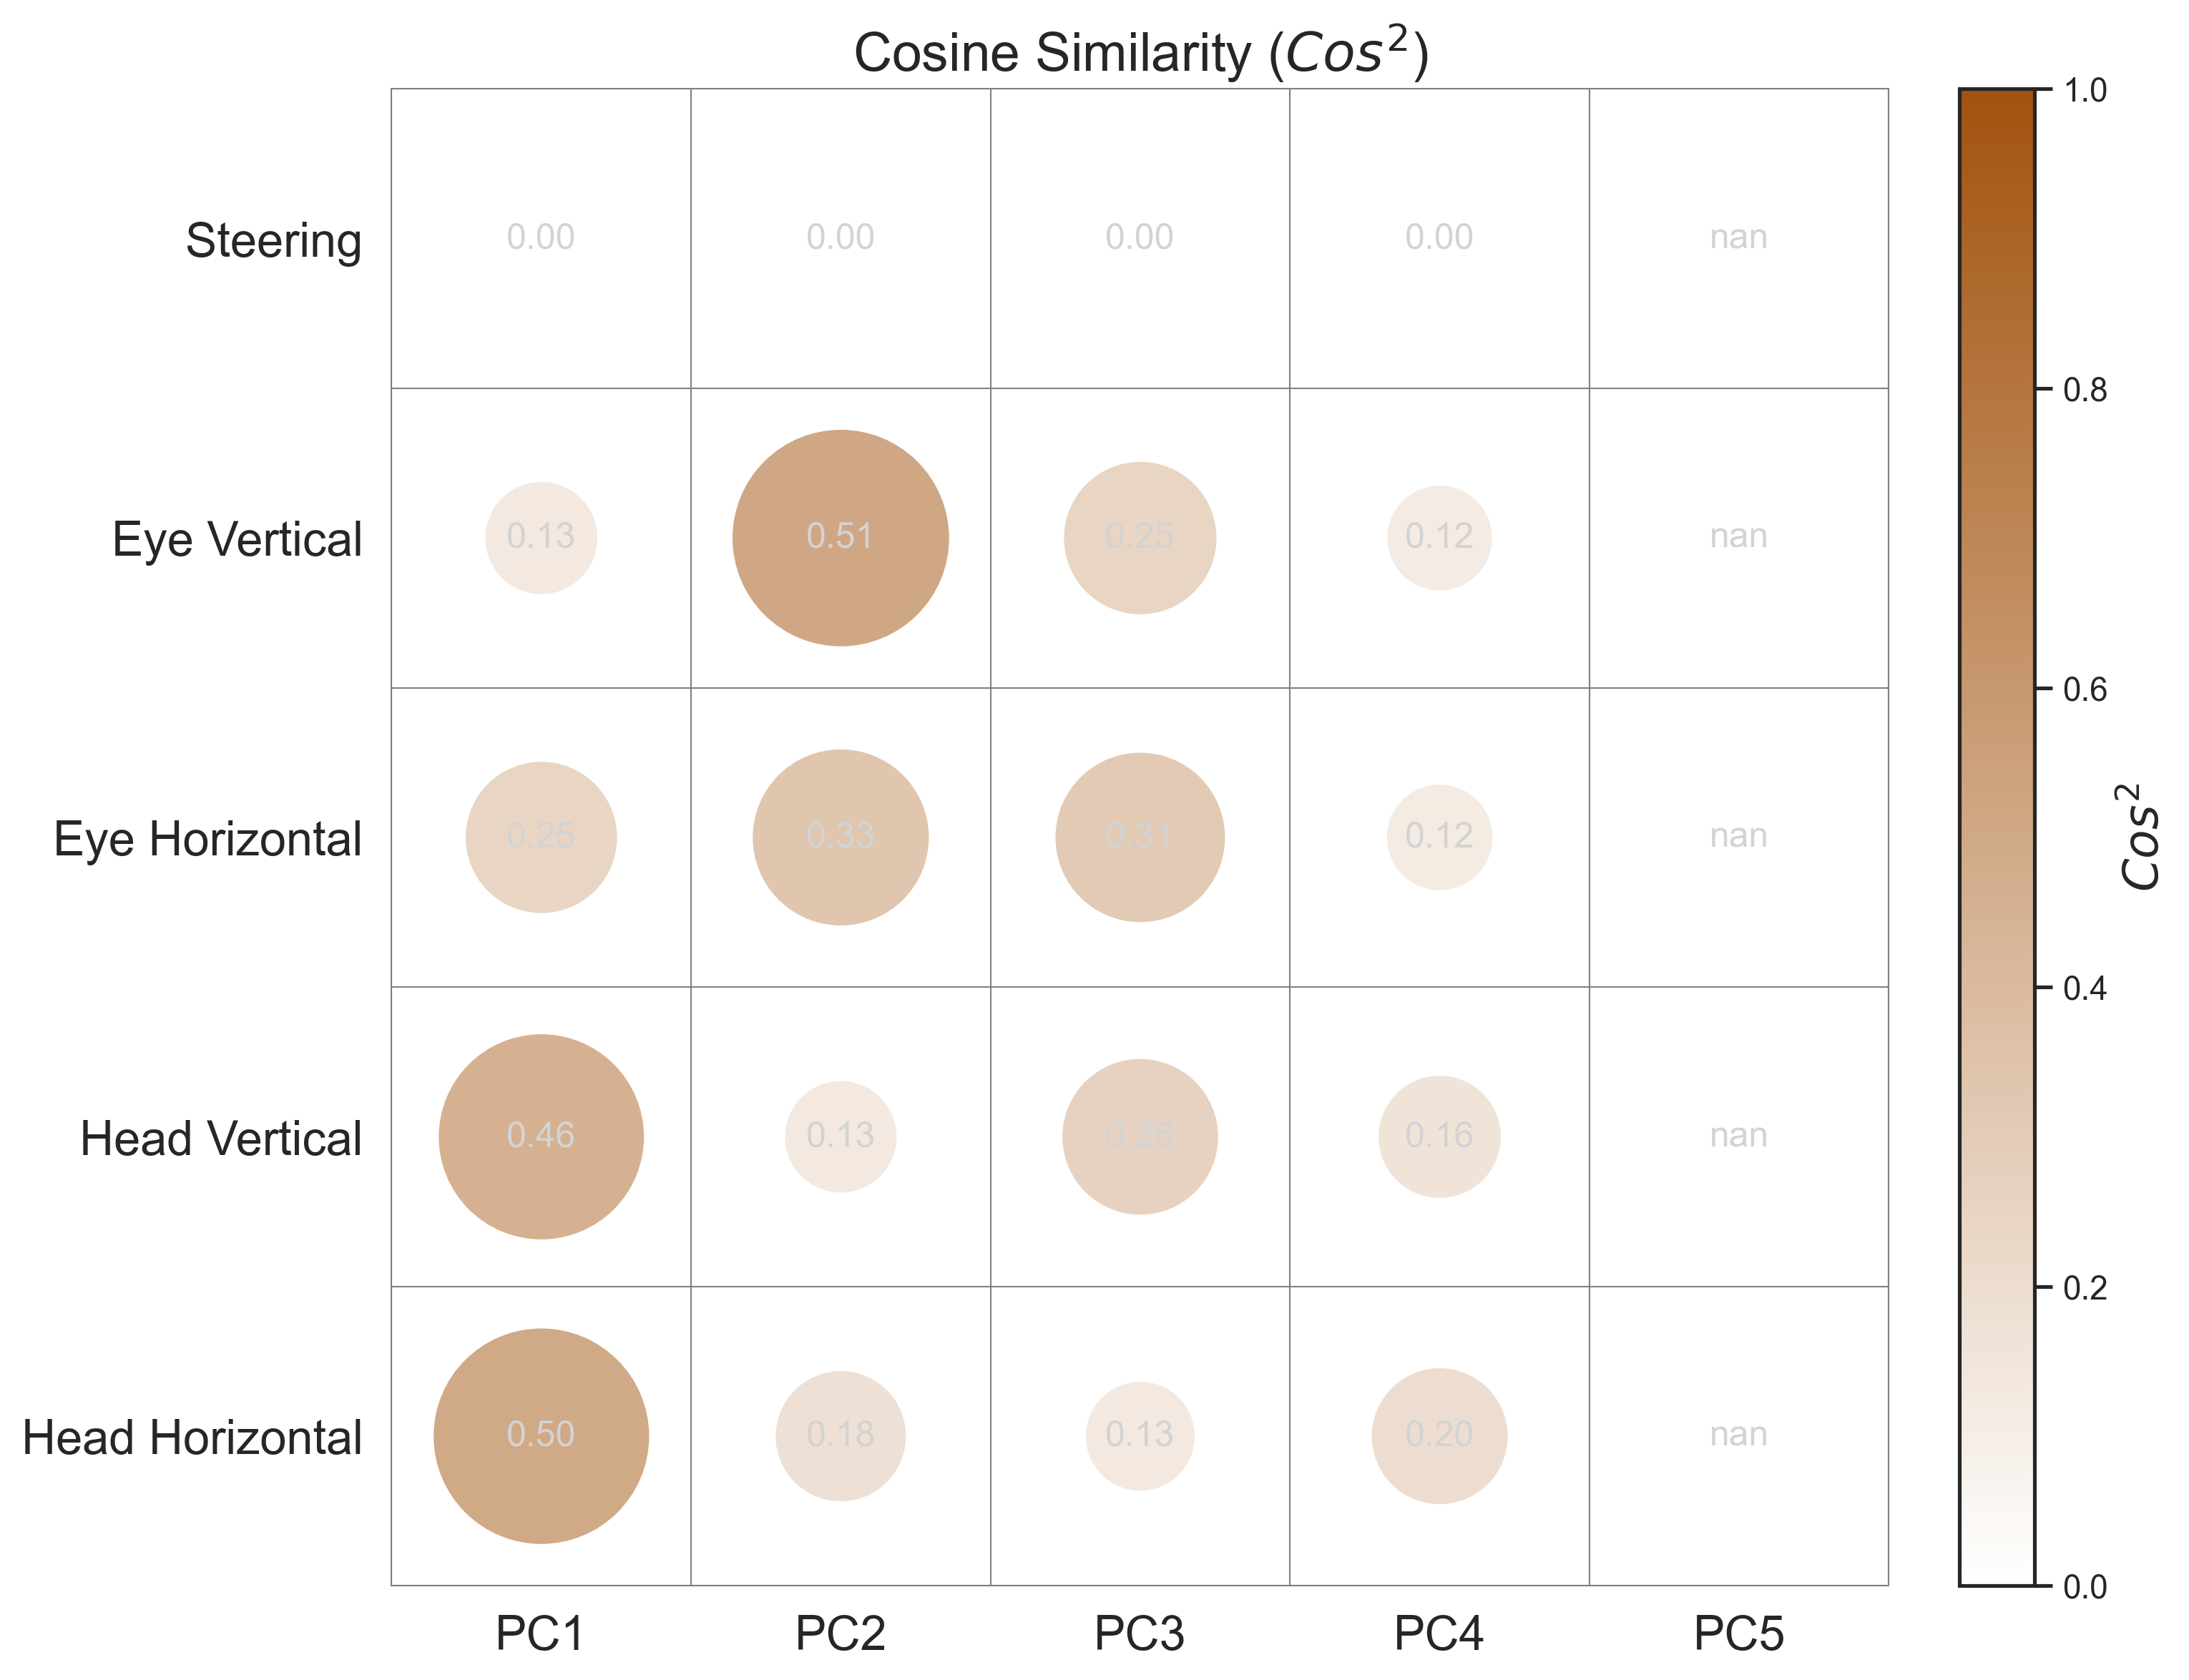 Cosine Similarity (Cos²)
Steering 0.00 0.00 0.00 0.00 nan
Eye Vertical 0.13 0.51 0.25 0.12 nan
Eye Horizontal 0.25 0.33 0.31 0.12 nan
Head Vertical 0.46 0.13 0.26 0.16 nan
Head Horizontal 0.50 0.18 0.13 0.20 nan
PC1 PC2 PC3 PC4 PC5
1.0
0.8
0.6
0.4
0.2
0.0
Cos²